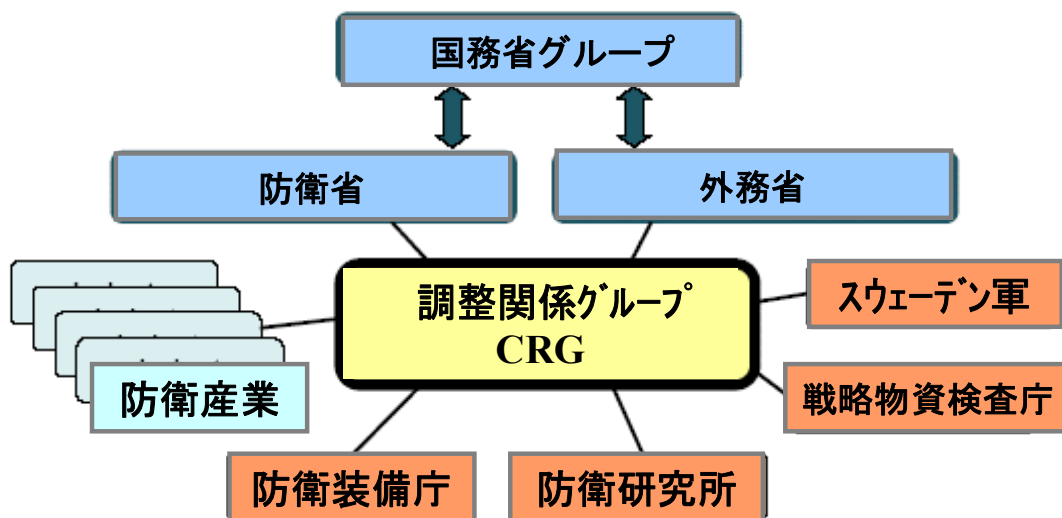 国務省グループ
防衛省
外務省
調整関係グループ
CRG
スウェーデン軍
防衛産業
戦略物資検査庁
防衛装備庁
防衛研究所